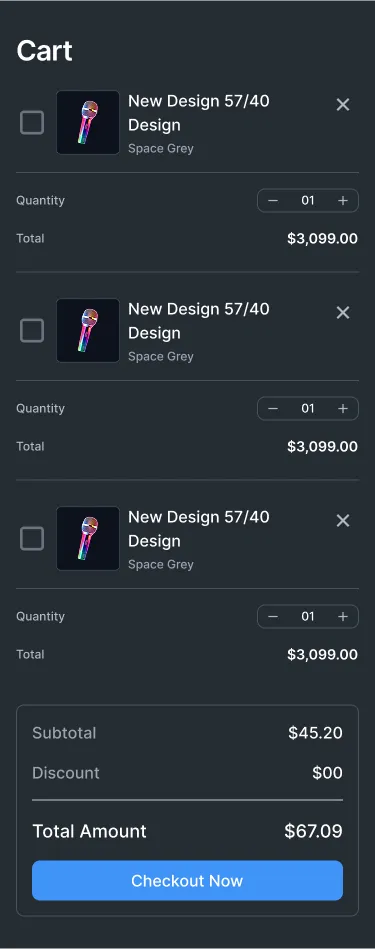 Cart
New Design 57/40
Design
Space Grey
Quantity
01
Total
$3,099.00
New Design 57/40
Design
Space Grey
Quantity
01
Total
$3,099.00
New Design 57/40
Design
Space Grey
Quantity
01
Total
$3,099.00
Subtotal
$45.20
Discount
$00
Total Amount
$67.09
Checkout Now